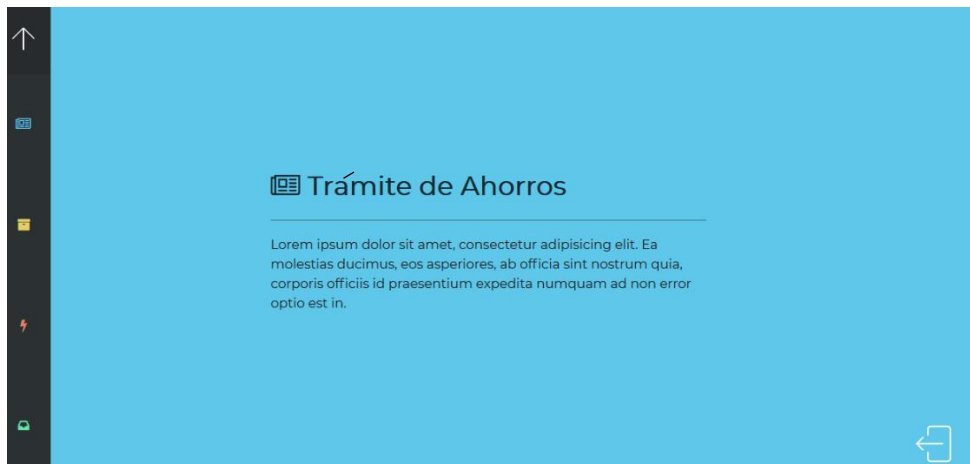 Trámite de Ahorros
Lorem ipsum dolor sit amet, consectetur adipisicing elit. Ea
molestias ducimus, eos asperiores, ab officia sint nostrum quia,
corporis officiis id praesentium expedita numquam ad non error
optio est in.